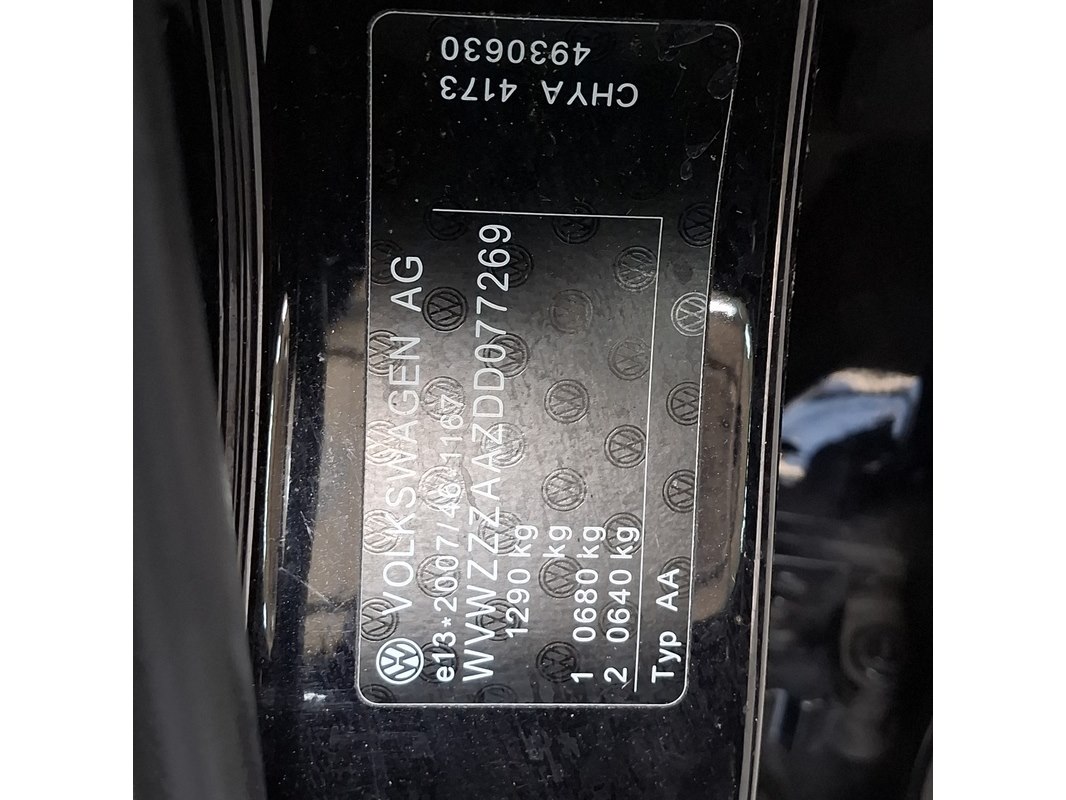 VOLKSWAGEN AG
e13*2007/46*1167*
WVWZZZAAZDD077269
1290 kg
kg
1 0680 kg
2 0640 kg
Typ AA
CHYA 4173
4930630